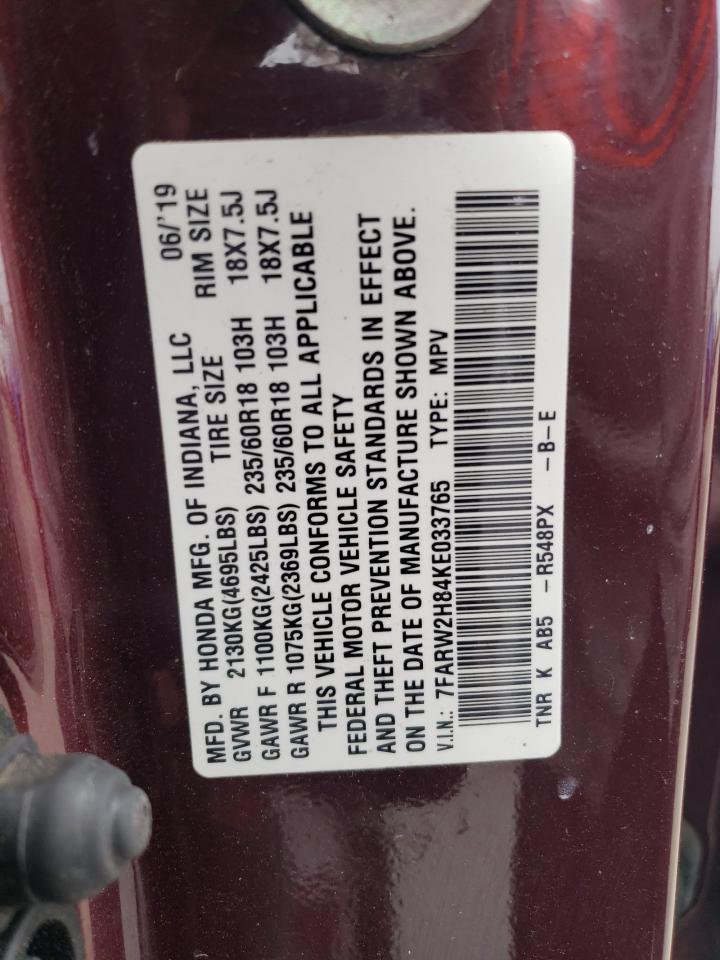 MFD. BY HONDA MFG. OF INDIANA, LLC 06/'19
GVWR 2130KG(4695LBS) TIRE SIZE RIM SIZE
GAWR F 1100KG(2425LBS) 235/60R18 103H 18X7.5J
GAWR R 1075KG(2369LBS) 235/60R18 103H 18X7.5J
THIS VEHICLE CONFORMS TO ALL APPLICABLE
FEDERAL MOTOR VEHICLE SAFETY
AND THEFT PREVENTION STANDARDS IN EFFECT
ON THE DATE OF MANUFACTURE SHOWN ABOVE.
V.I.N.: 7FARW2H84KE033765 TYPE: MPV
TNR K AB5 -R548PX -B-E